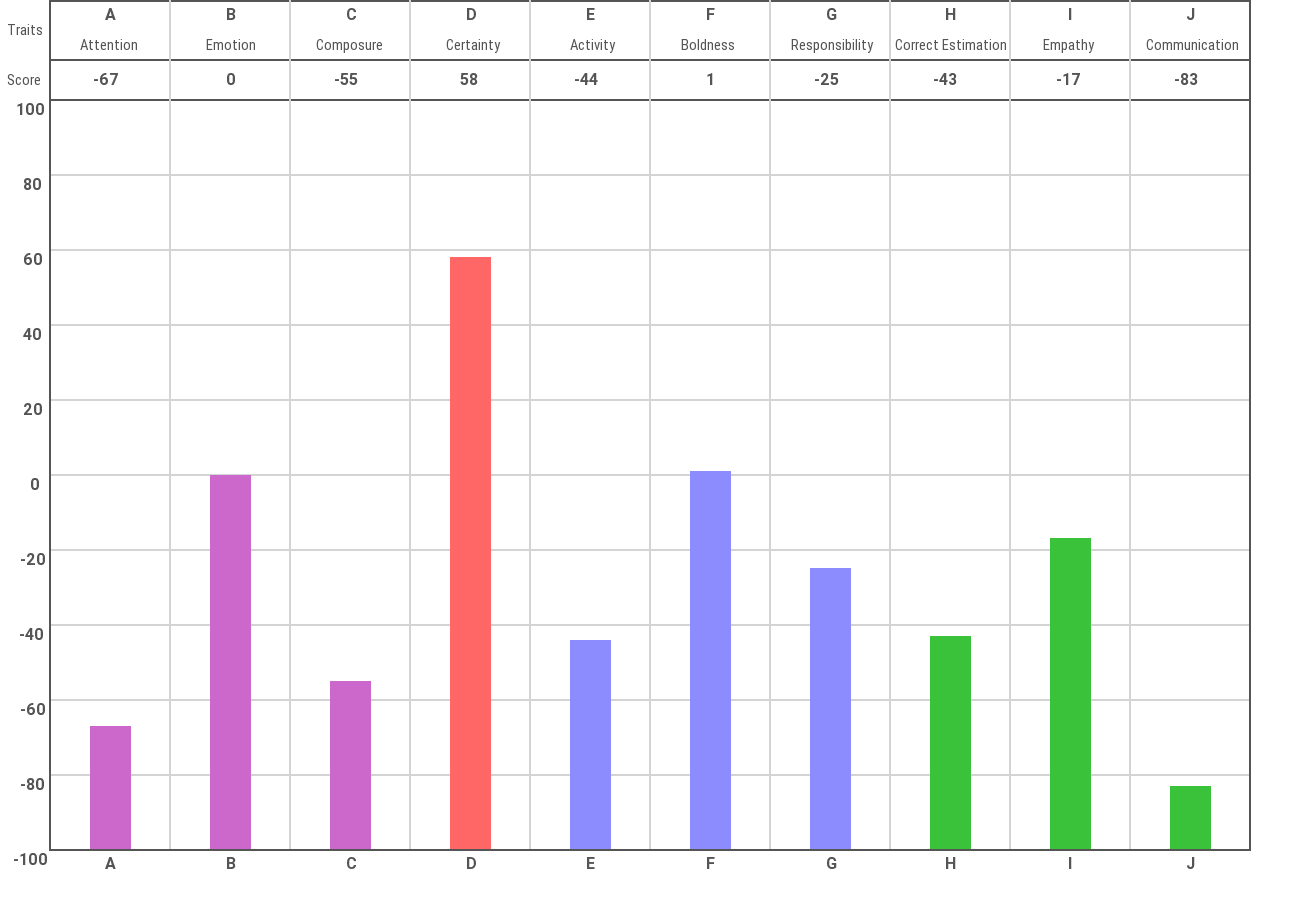 A B C D E F G H I J
Traits
Attention Emotion Composure Certainty Activity Boldness Responsibility Correct Estimation Empathy Communication
Score -67 0 -55 58 -44 1 -25 -43 -17 -83
100
80
60
40
20
0
-20
-40
-60
-80
-100
A B C D E F G H I J